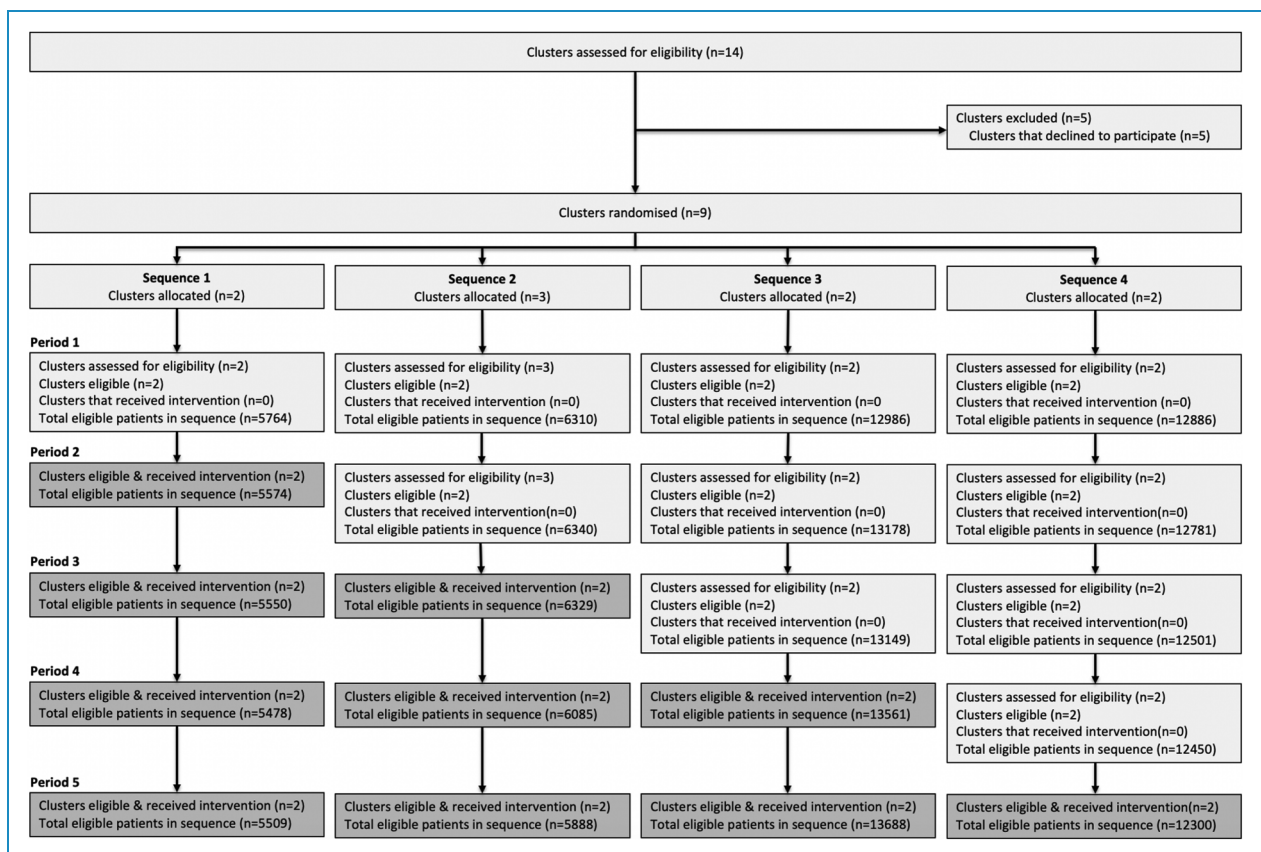 Clusters assessed for eligibility (n=14)
Clusters excluded (n=5)
Clusters that declined to participate (n=5)
Clusters randomised (n=9)
Sequence 1
Clusters allocated (n=2)
Sequence 2
Clusters allocated (n=3)
Sequence 3
Clusters allocated (n=2)
Sequence 4
Clusters allocated (n=2)
Period 1
Clusters assessed for eligibility (n=2)
Clusters eligible (n=2)
Clusters that received intervention (n=0)
Total eligible patients in sequence (n=5764)
Clusters assessed for eligibility (n=3)
Clusters eligible (n=2)
Clusters that received intervention (n=0)
Total eligible patients in sequence (n=6310)
Clusters assessed for eligibility (n=2)
Clusters eligible (n=2)
Clusters that received intervention (n=0
Total eligible patients in sequence (n=12986)
Clusters assessed for eligibility (n=2)
Clusters eligible (n=2)
Clusters that received intervention (n=0)
Total eligible patients in sequence (n=12886)
Period 2
Clusters eligible & received intervention (n=2)
Total eligible patients in sequence (n=5574)
Clusters assessed for eligibility (n=3)
Clusters eligible (n=2)
Clusters that received intervention(n=0)
Total eligible patients in sequence (n=6340)
Clusters assessed for eligibility (n=2)
Clusters eligible (n=2)
Clusters that received intervention (n=0)
Total eligible patients in sequence (n=13178)
Clusters assessed for eligibility (n=2)
Clusters eligible (n=2)
Clusters that received intervention(n=0)
Total eligible patients in sequence (n=12781)
Period 3
Clusters eligible & received intervention (n=2)
Total eligible patients in sequence (n=5550)
Clusters eligible & received intervention (n=2)
Total eligible patients in sequence (n=6329)
Clusters assessed for eligibility (n=2)
Clusters eligible (n=2)
Clusters that received intervention (n=0)
Total eligible patients in sequence (n=13149)
Clusters assessed for eligibility (n=2)
Clusters eligible (n=2)
Clusters that received intervention(n=0)
Total eligible patients in sequence (n=12501)
Period 4
Clusters eligible & received intervention (n=2)
Total eligible patients in sequence (n=5478)
Clusters eligible & received intervention (n=2)
Total eligible patients in sequence (n=6085)
Clusters eligible & received intervention (n=2)
Total eligible patients in sequence (n=13561)
Clusters assessed for eligibility (n=2)
Clusters eligible (n=2)
Clusters that received intervention(n=0)
Total eligible patients in sequence (n=12450)
Period 5
Clusters eligible & received intervention (n=2)
Total eligible patients in sequence (n=5509)
Clusters eligible & received intervention (n=2)
Total eligible patients in sequence (n=5888)
Clusters eligible & received intervention (n=2)
Total eligible patients in sequence (n=13688)
Clusters eligible & received intervention(n=2)
Total eligible patients in sequence (n=12300)